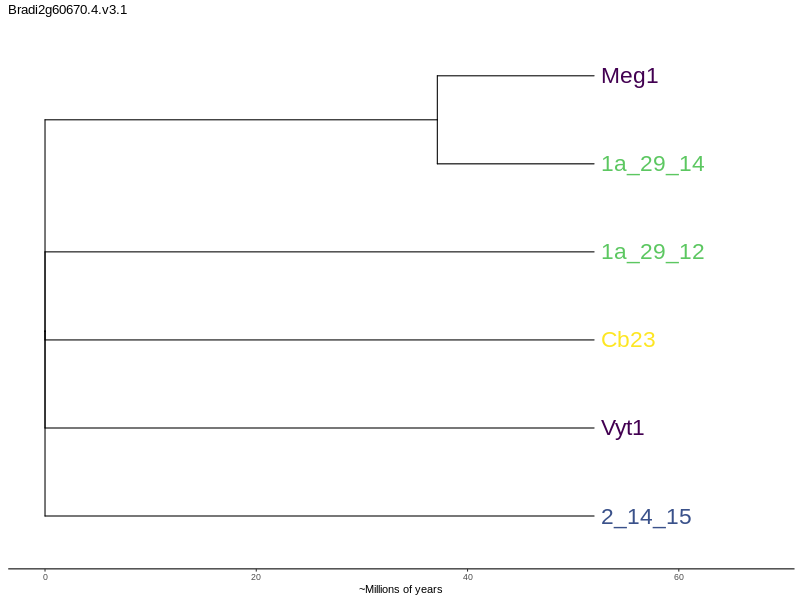 Bradi2g60670.4.v3.1
Meg1
1a_29_14
1a_29_12
Cb23
Vyt1
2_14_15
0 20 40 60
~Millions of years